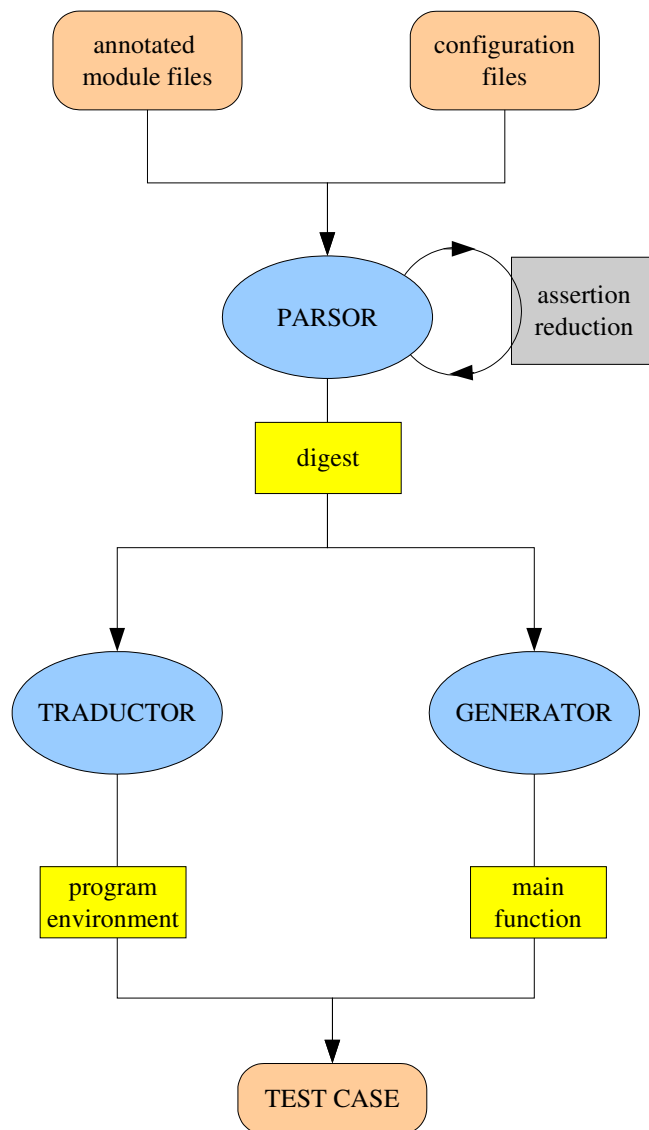 annotated
module files
configuration
files
PARSOR
assertion
reduction
digest
TRADUCTOR
GENERATOR
program
environment
main
function
TEST CASE